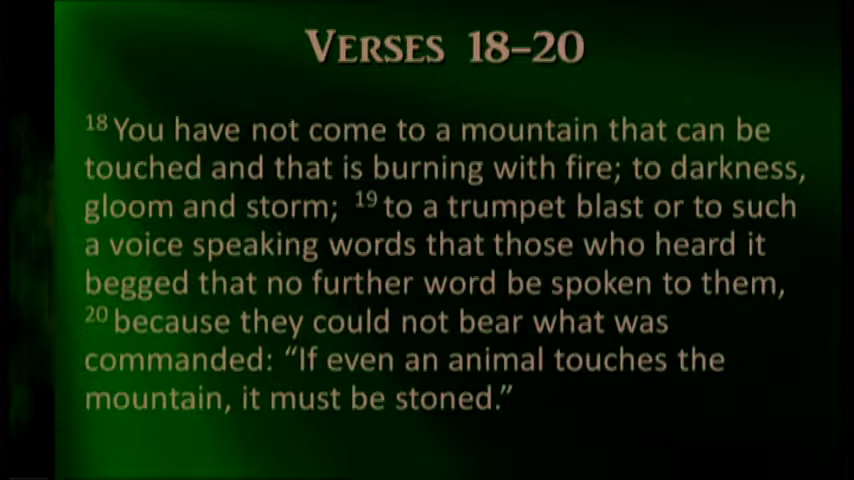 VERSES 18–20
18 You have not come to a mountain that can be
touched and that is burning with fire; to darkness,
gloom and storm; 19 to a trumpet blast or to such
a voice speaking words that those who heard it
begged that no further word be spoken to them,
20 because they could not bear what was
commanded: “If even an animal touches the
mountain, it must be stoned.”